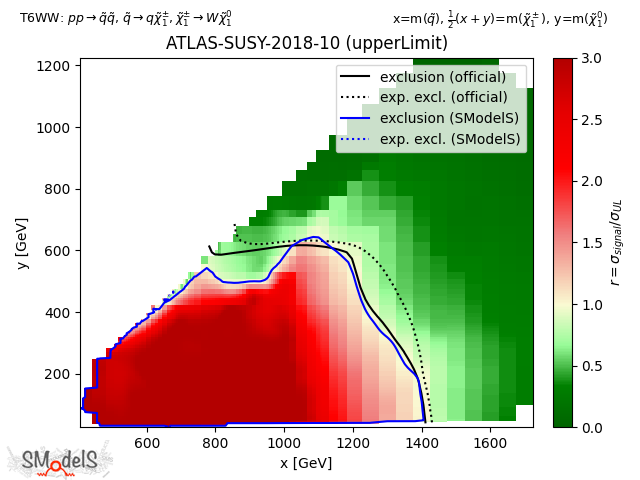 T6WW: pp → q̃q̃, q̃ → qχ̃₁^±, χ̃₁^± → Wχ̃₁⁰
x=m(q̃), ½(x + y)=m(χ̃₁^±), y=m(χ̃₁⁰)
ATLAS-SUSY-2018-10 (upperLimit)
exclusion (official)
exp. excl. (official)
exclusion (SModelS)
exp. excl. (SModelS)
y [GeV]
1200
1000
800
600
400
200
600
800
1000
1200
1400
1600
x [GeV]
3.0
2.5
2.0
1.5
1.0
0.5
0.0
r = σ_signal/σ_UL
SModelS